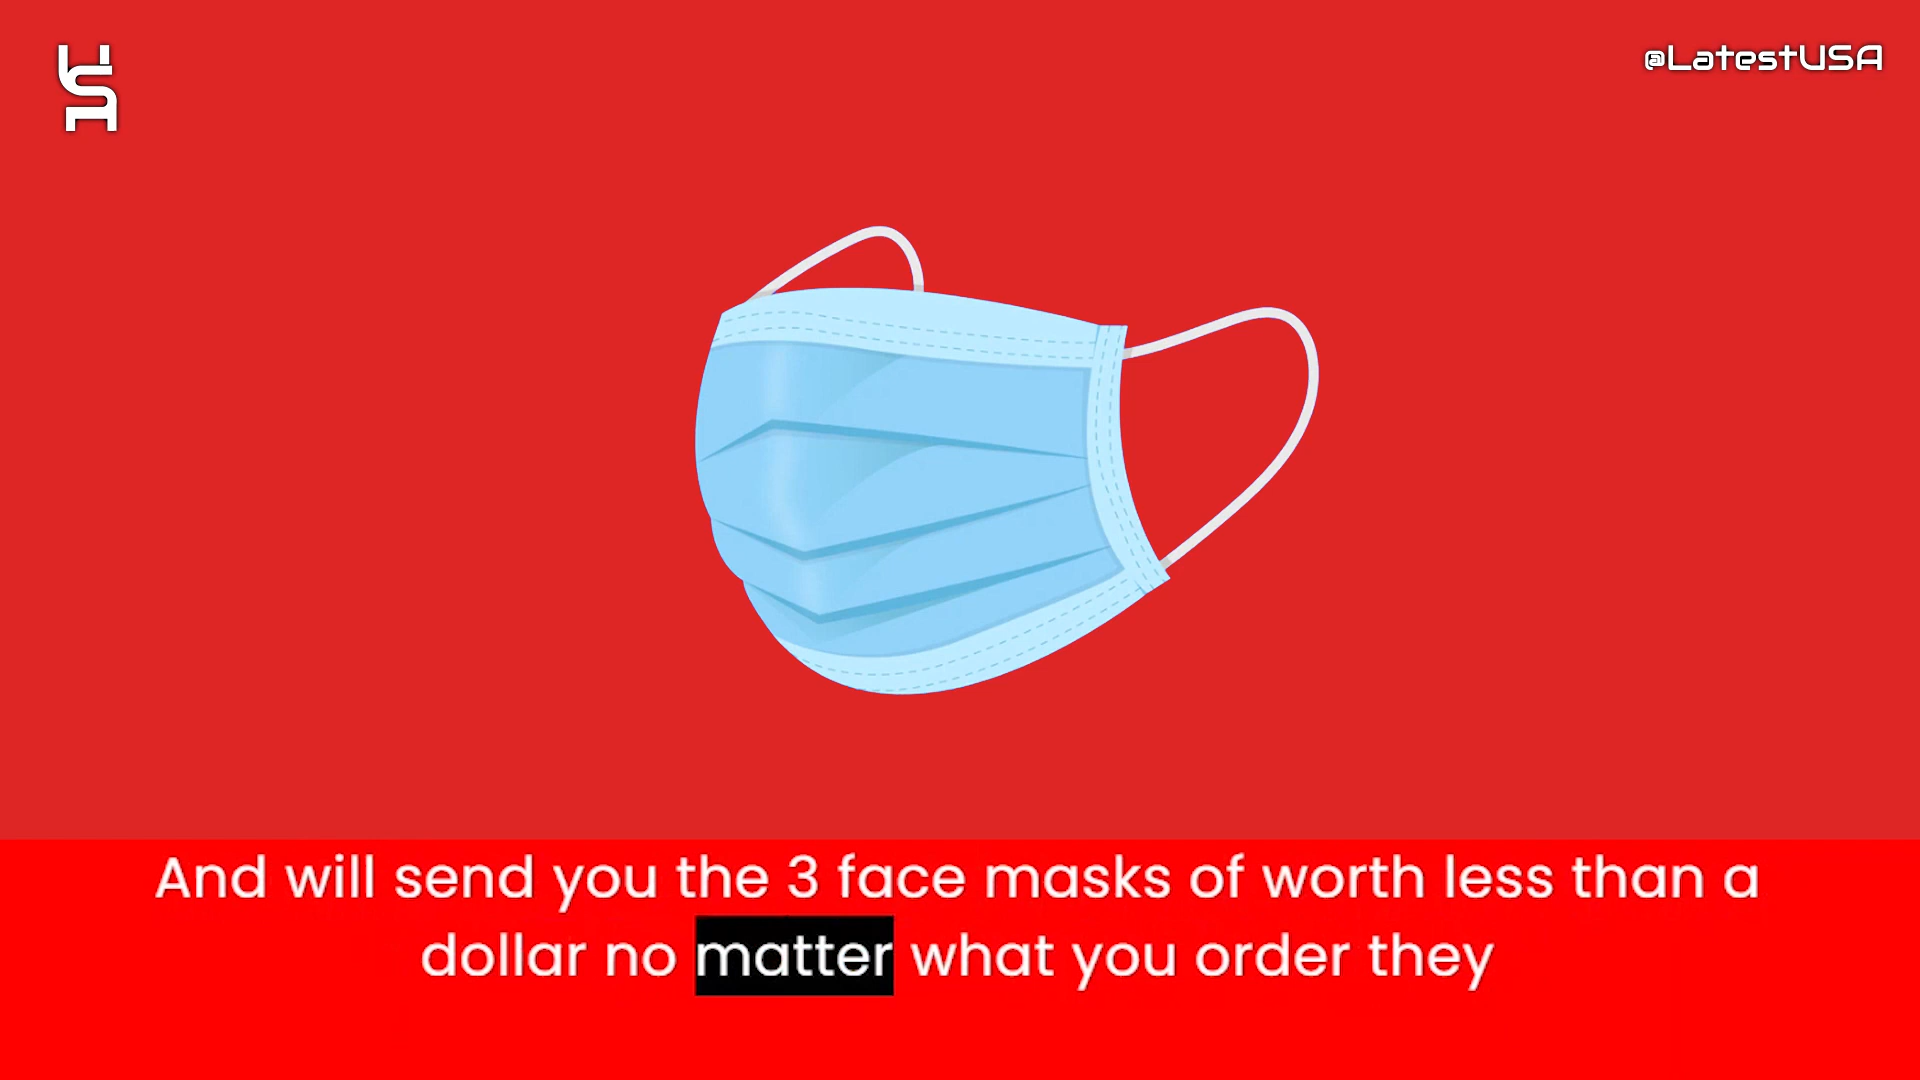 USA
@LatestUSA
And will send you the 3 face masks of worth less than a
dollar no matter what you order they